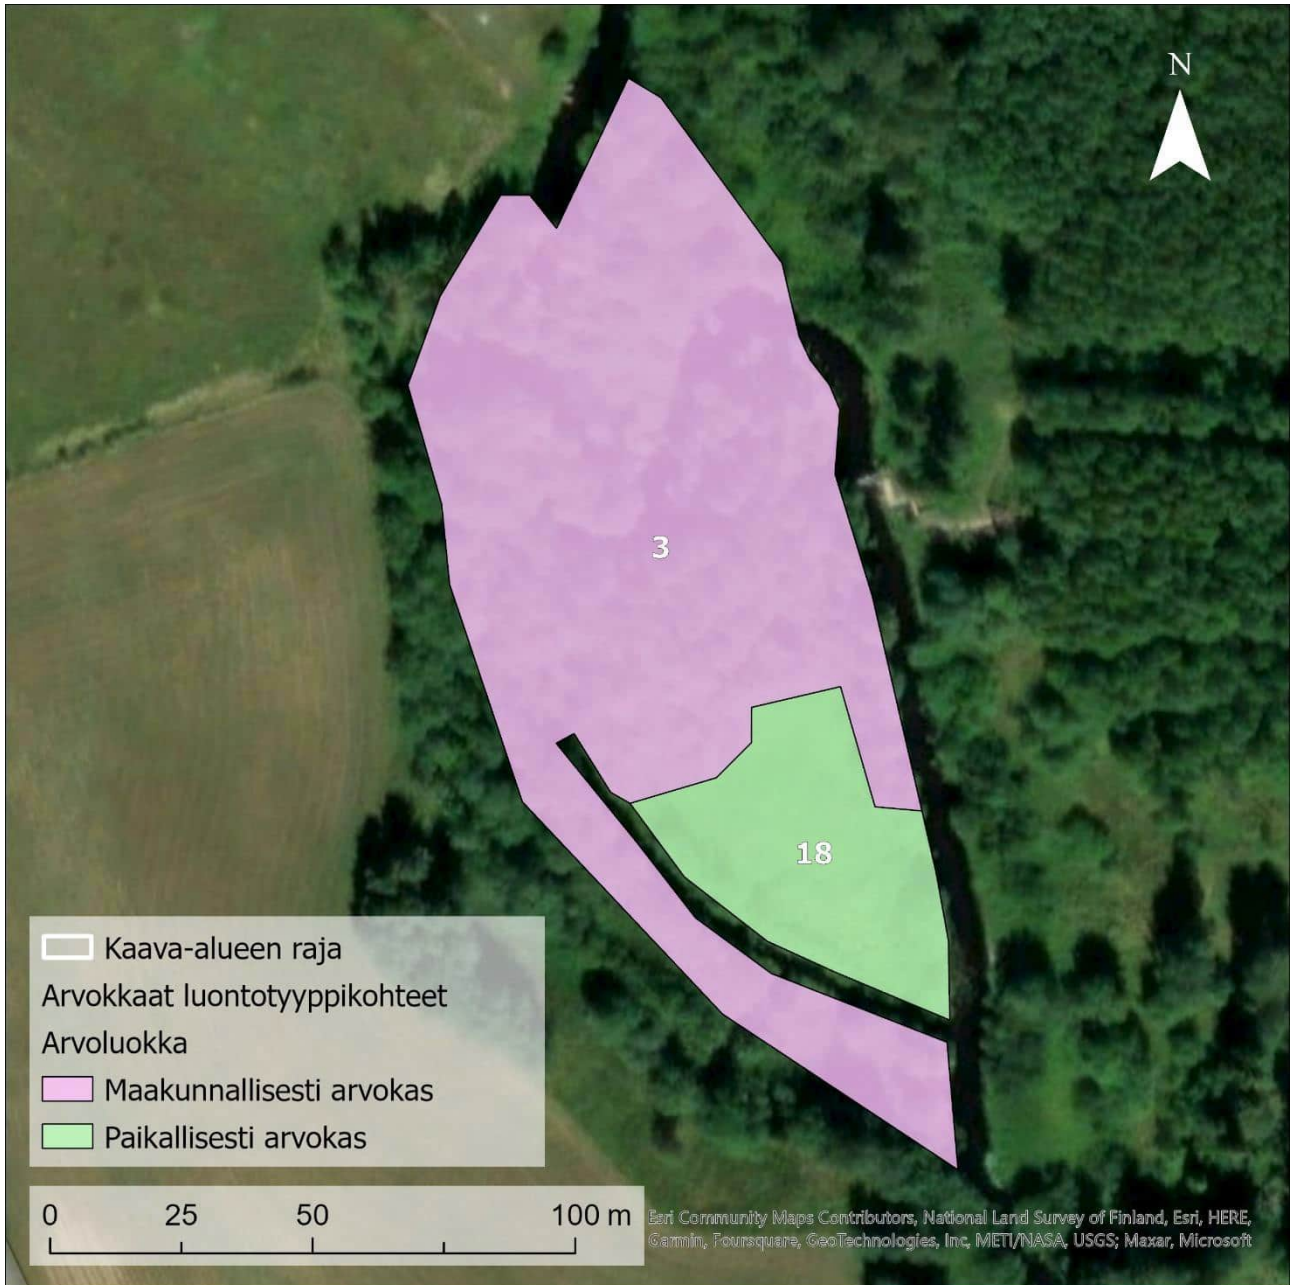 N
3
18
Kaava-alueen raja
Arvokkaat luontotyyppikohteet
Arvoluokka
Maakunnallisesti arvokas
Paikallisesti arvokas
0 25 50 100 m
Esri Community Maps Contributors, National Land Survey of Finland, Esri, HERE,
Garmin, Foursquare, GeoTechnologies, Inc, METI/NASA, USGS; Maxar, Microsoft